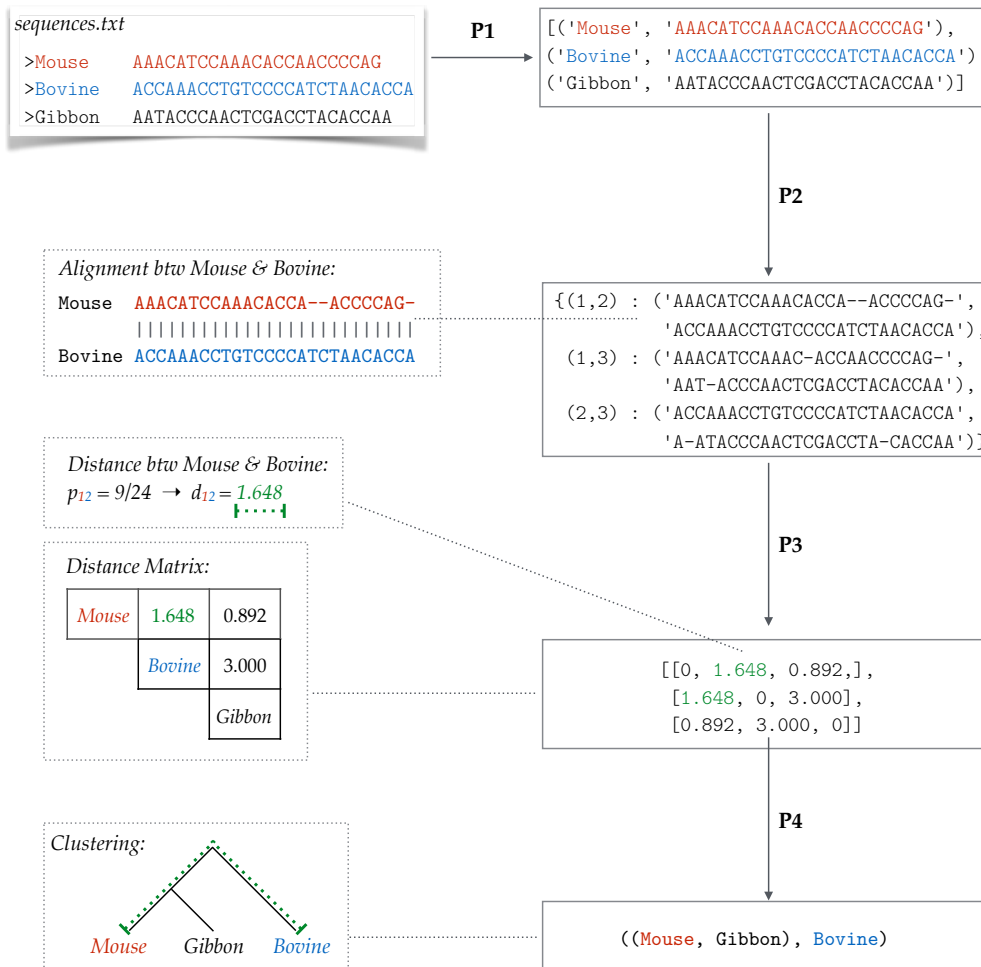 sequences.txt
>Mouse AAACATCCAAACACCAACCCCAG
>Bovine ACCAAACCTGTCCCCATCTAACACCA
>Gibbon AATACCCAACTCGACCTACACCAA
P1
[('Mouse', 'AAACATCCAAACACCAACCCCAG'),
('Bovine', 'ACCAAACCTGTCCCCATCTAACACCA')
('Gibbon', 'AATACCCAACTCGACCTACACCAA')]
P2
Alignment btw Mouse & Bovine:
Mouse AAACATCCAAACACCA--ACCCCAG-
||||||||||||||||||||||||||
Bovine ACCAAACCTGTCCCCATCTAACACCA
{(1,2) : ('AAACATCCAAACACCA--ACCCCAG-',
'ACCAAACCTGTCCCCATCTAACACCA'),
(1,3) : ('AAACATCCAAAC-ACCAACCCCAG-',
'AAT-ACCCAACTCGACCTACACCAA'),
(2,3) : ('ACCAAACCTGTCCCCATCTAACACCA',
'A-ATACCCAACTCGACCTA-CACCAA')]
Distance btw Mouse & Bovine:
p12 = 9/24 → d12 = 1.648
P3
Distance Matrix:
Mouse 1.648 0.892
Bovine 3.000
Gibbon
[[0, 1.648, 0.892,],
[1.648, 0, 3.000],
[0.892, 3.000, 0]]
P4
Clustering:
Mouse Gibbon Bovine
((Mouse, Gibbon), Bovine)